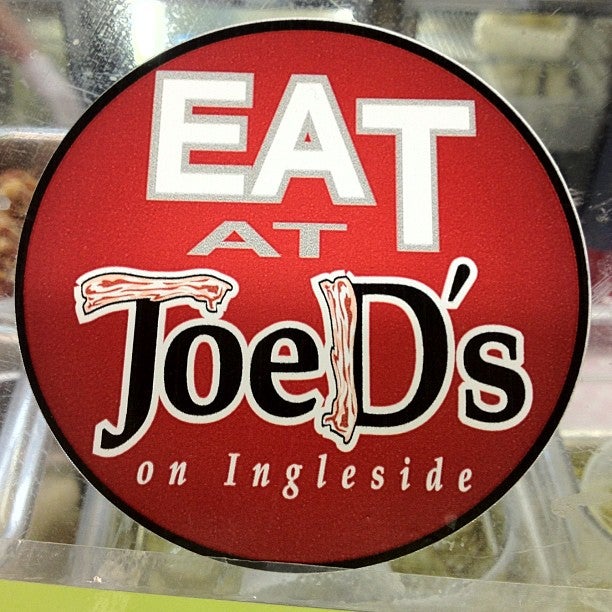 EAT
AT
JoeD's
on Ingleside